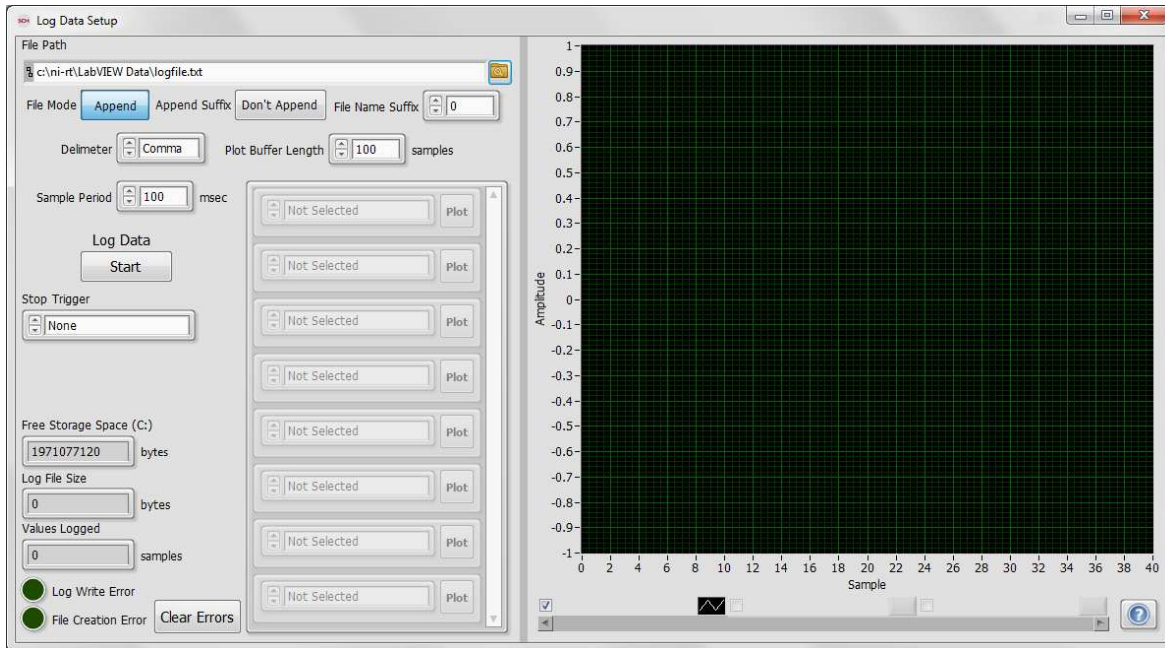 SCM Log Data Setup
File Path
c:\ni-rt\LabVIEW Data\logfile.txt
File Mode Append Append Suffix Don't Append File Name Suffix 0
Delimeter Comma Plot Buffer Length 100 samples
Sample Period 100 msec
Log Data
Start
Stop Trigger
None
Free Storage Space (C:)
1971077120 bytes
Log File Size
0 bytes
Values Logged
0 samples
Log Write Error
File Creation Error Clear Errors
Not Selected Plot
Not Selected Plot
Not Selected Plot
Not Selected Plot
Not Selected Plot
Not Selected Plot
Not Selected Plot
Not Selected Plot
Amplitude
1
0.9
0.8
0.7
0.6
0.5
0.4
0.3
0.2
0.1
0
-0.1
-0.2
-0.3
-0.4
-0.5
-0.6
-0.7
-0.8
-0.9
-1
0 2 4 6 8 10 12 14 16 18 20 22 24 26 28 30 32 34 36 38 40
Sample
?